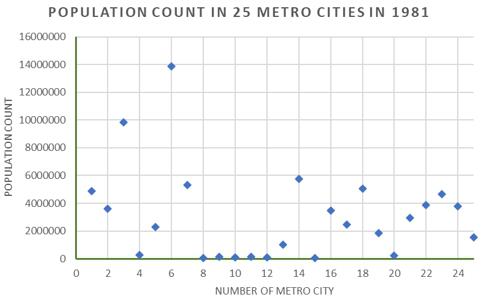 POPULATION COUNT IN 25 METRO CITIES IN 1981
16000000
14000000
12000000
10000000
8000000
6000000
4000000
2000000
0
POPULATION COUNT
0 2 4 6 8 10 12 14 16 18 20 22 24
NUMBER OF METRO CITY